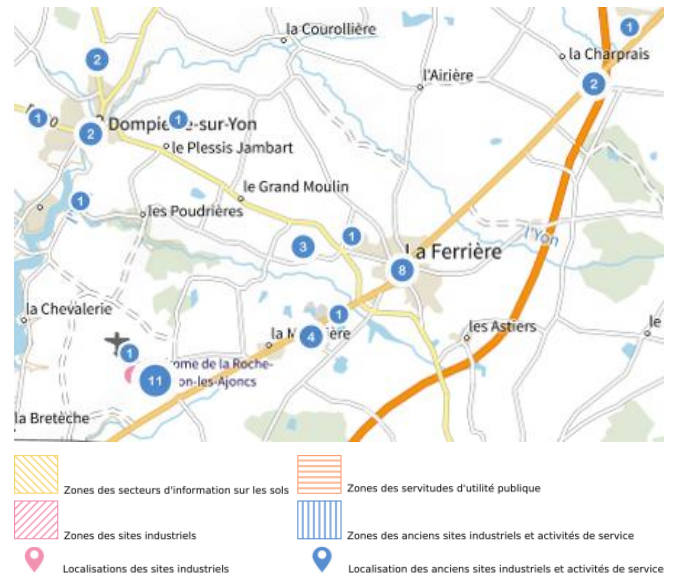 la Courollière
1
la Charprais
2
l'Airière
2
1
2
Dompie
1
-sur-Yon
le Plessis Jambart
le Grand Moulin
1
les Poudrières
1
3
l'Yon
La Ferrière
8
la Chevalerie
1
les Astiers
le
la M
4
ière
1
ome de la Roche-
11
on-les-Ajoncs
la Bretèche
Zones des secteurs d'information sur les sols
Zones des servitudes d'utilité publique
Zones des sites industriels
Zones des anciens sites industriels et activités de service
Localisations des sites industriels
Localisation des anciens sites industriels et activités de service